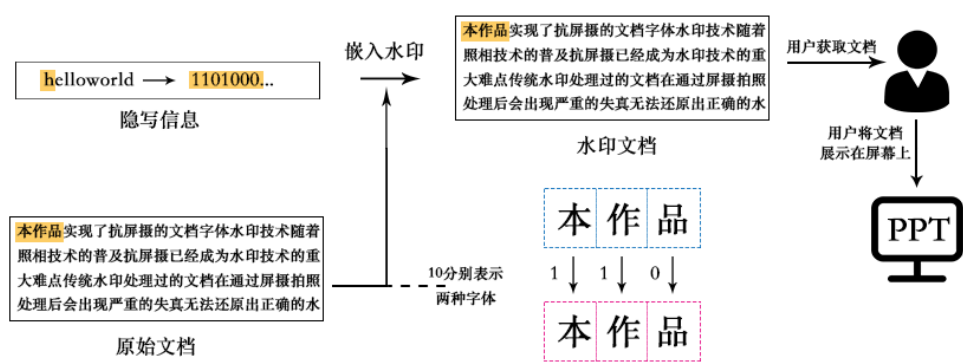 helloworld → 1101000...
隐写信息
嵌入水印
本作品实现了抗屏摄的文档字体水印技术随着
照相技术的普及抗屏摄已经成为水印技术的重
大难点传统水印处理过的文档在通过屏摄拍照
处理后会出现严重的失真无法还原出正确的水
水印文档
用户获取文档
用户将文档
展示在屏幕上
PPT
本作品实现了抗屏摄的文档字体水印技术随着
照相技术的普及抗屏摄已经成为水印技术的重
大难点传统水印处理过的文档在通过屏摄拍照
处理后会出现严重的失真无法还原出正确的水
原始文档
10分别表示
两种字体
本 作 品
1 1 0
本 作 品